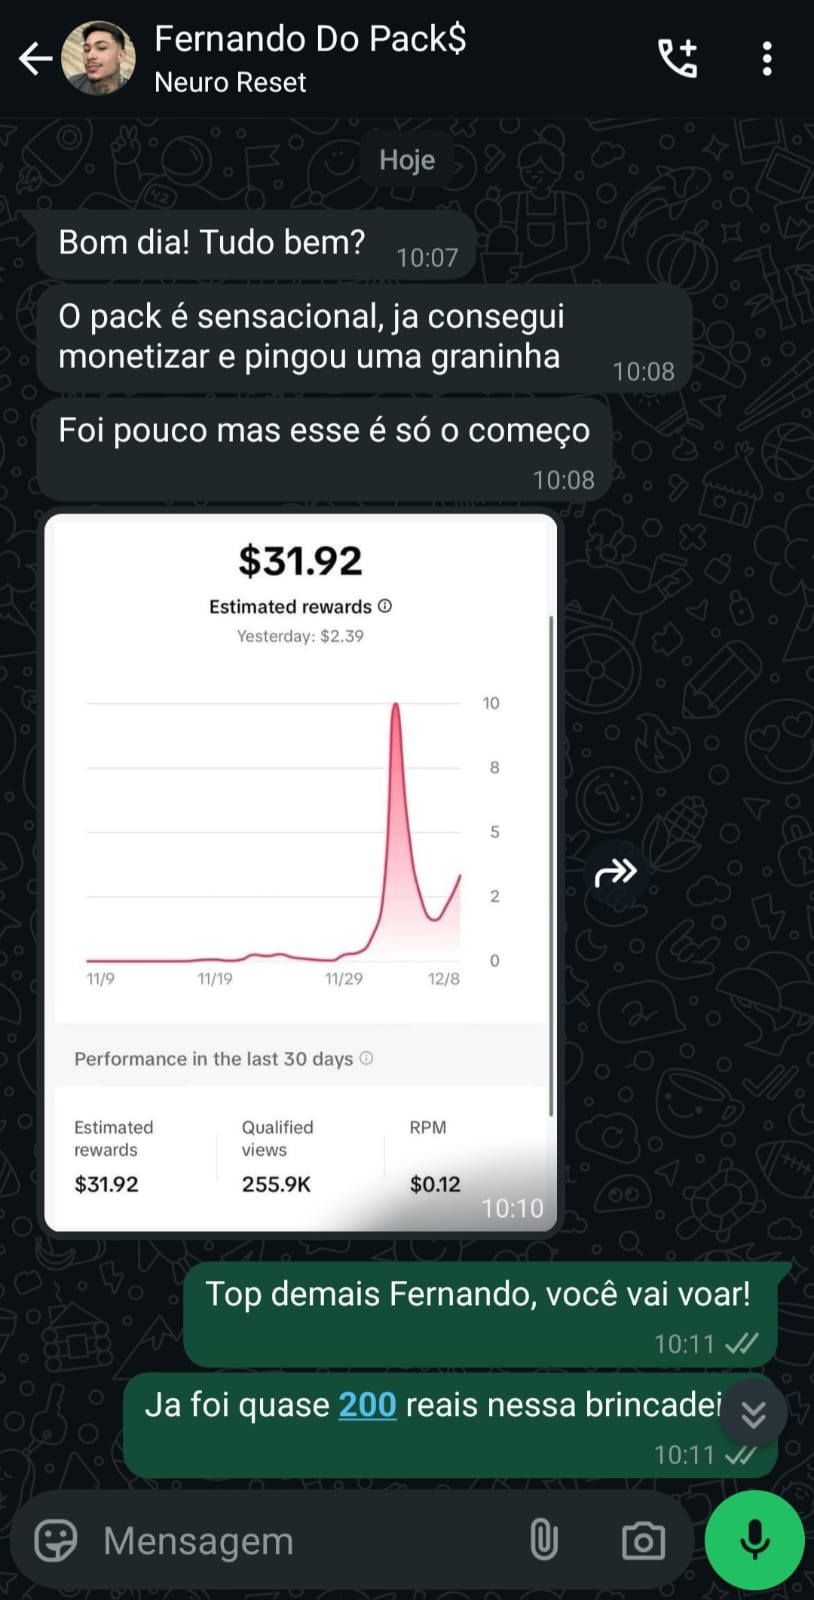 Fernando Do Pack$
Neuro Reset
Hoje
Bom dia! Tudo bem?
10:07
O pack é sensacional, ja consegui
monetizar e pingou uma graninha
10:08
Foi pouco mas esse é só o começo
10:08
$31.92
Estimated rewards
Yesterday: $2.39
10
8
5
2
0
11/9 11/19 11/29 12/8
Performance in the last 30 days
Estimated rewards
Qualified views
RPM
$31.92 255.9K $0.12
10:10
Top demais Fernando, você vai voar!
10:11
Ja foi quase 200 reais nessa brincadei
10:11
Mensagem